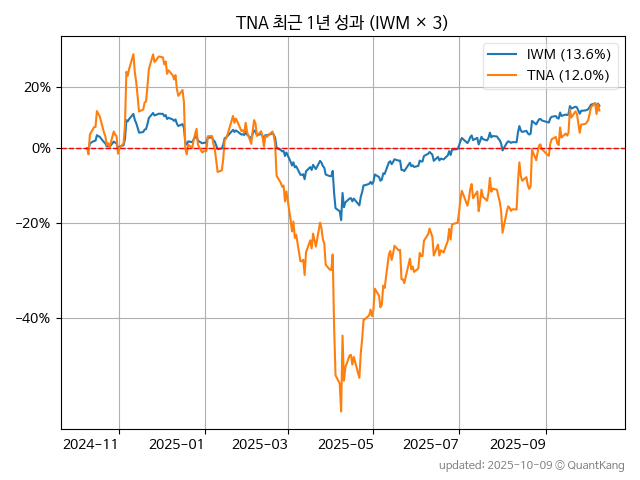 TNA 최근 1년 성과 (IWM × 3)
IWM (13.6%)
TNA (12.0%)
20%
0%
−20%
−40%
2024-11
2025-01
2025-03
2025-05
2025-07
2025-09
updated: 2025-10-09 © QuantKang